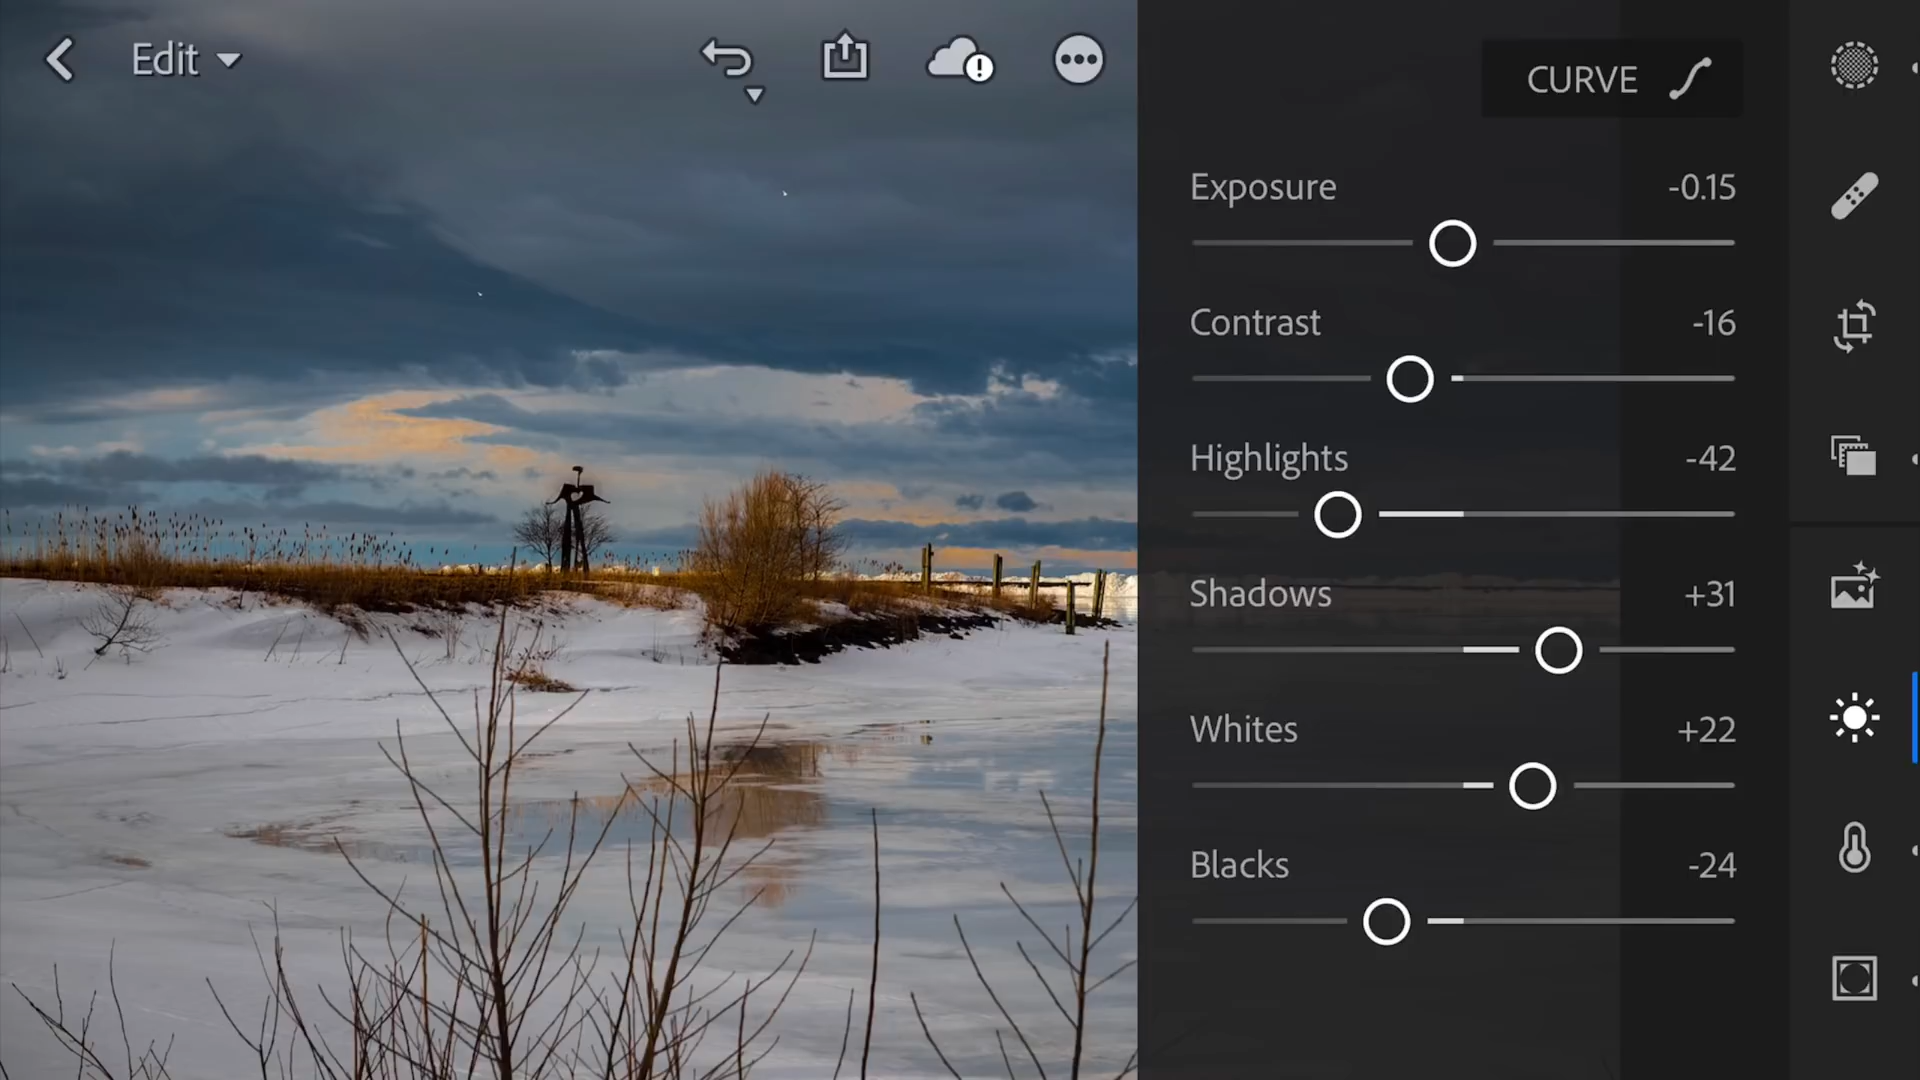 Edit
CURVE
Exposure -0.15
Contrast -16
Highlights -42
Shadows +31
Whites +22
Blacks -24